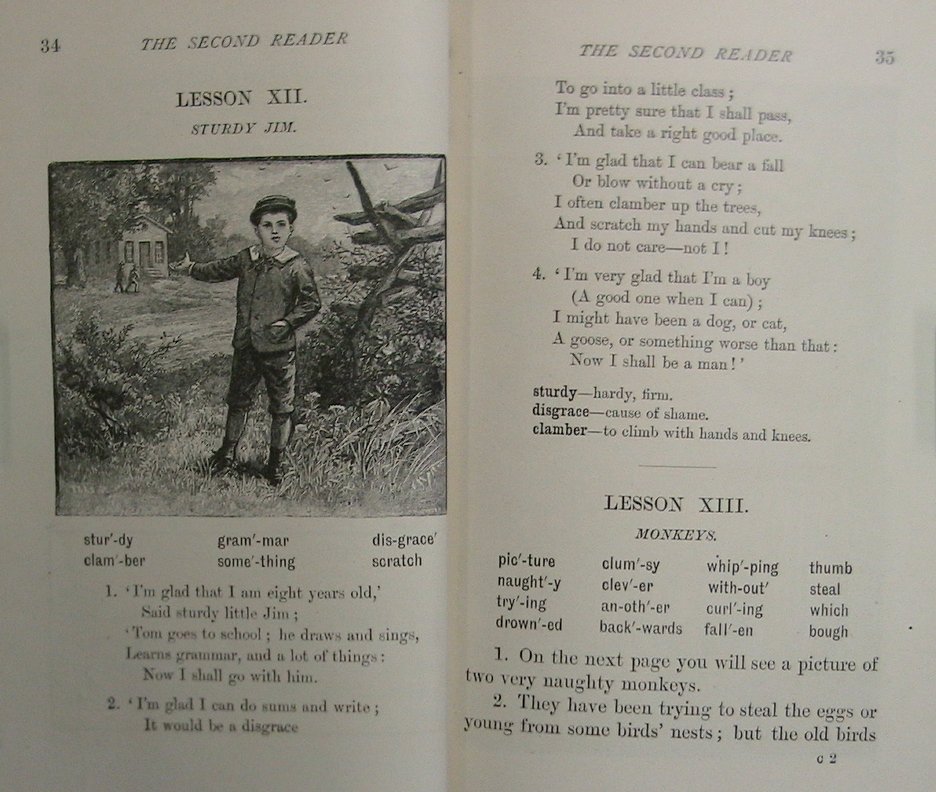 34 THE SECOND READER
LESSON XII.
STURDY JIM.
stur′-dy gram′-mar dis-grace′
clam′-ber some′-thing scratch
1. ‘I'm glad that I am eight years old,’
Said sturdy little Jim;
‘Tom goes to school; he draws and sings,
Learns grammar, and a lot of things:
Now I shall go with him.
2. ‘I'm glad I can do sums and write;
It would be a disgrace
THE SECOND READER 35
To go into a little class;
I'm pretty sure that I shall pass,
And take a right good place.
3. ‘I'm glad that I can bear a fall
Or blow without a cry;
I often clamber up the trees,
And scratch my hands and cut my knees;
I do not care—not I!
4. ‘I'm very glad that I'm a boy
(A good one when I can);
I might have been a dog, or cat,
A goose, or something worse than that:
Now I shall be a man!’
sturdy—hardy, firm.
disgrace—cause of shame.
clamber—to climb with hands and knees.
LESSON XIII.
MONKEYS.
pic′-ture clum′-sy whip′-ping thumb
naught′-y clev′-er with-out′ steal
try′-ing an-oth′-er curl′-ing which
drown′-ed back′-wards fall′-en bough
1. On the next page you will see a picture of
two very naughty monkeys.
2. They have been trying to steal the eggs or
young from some birds' nests; but the old birds
C 2